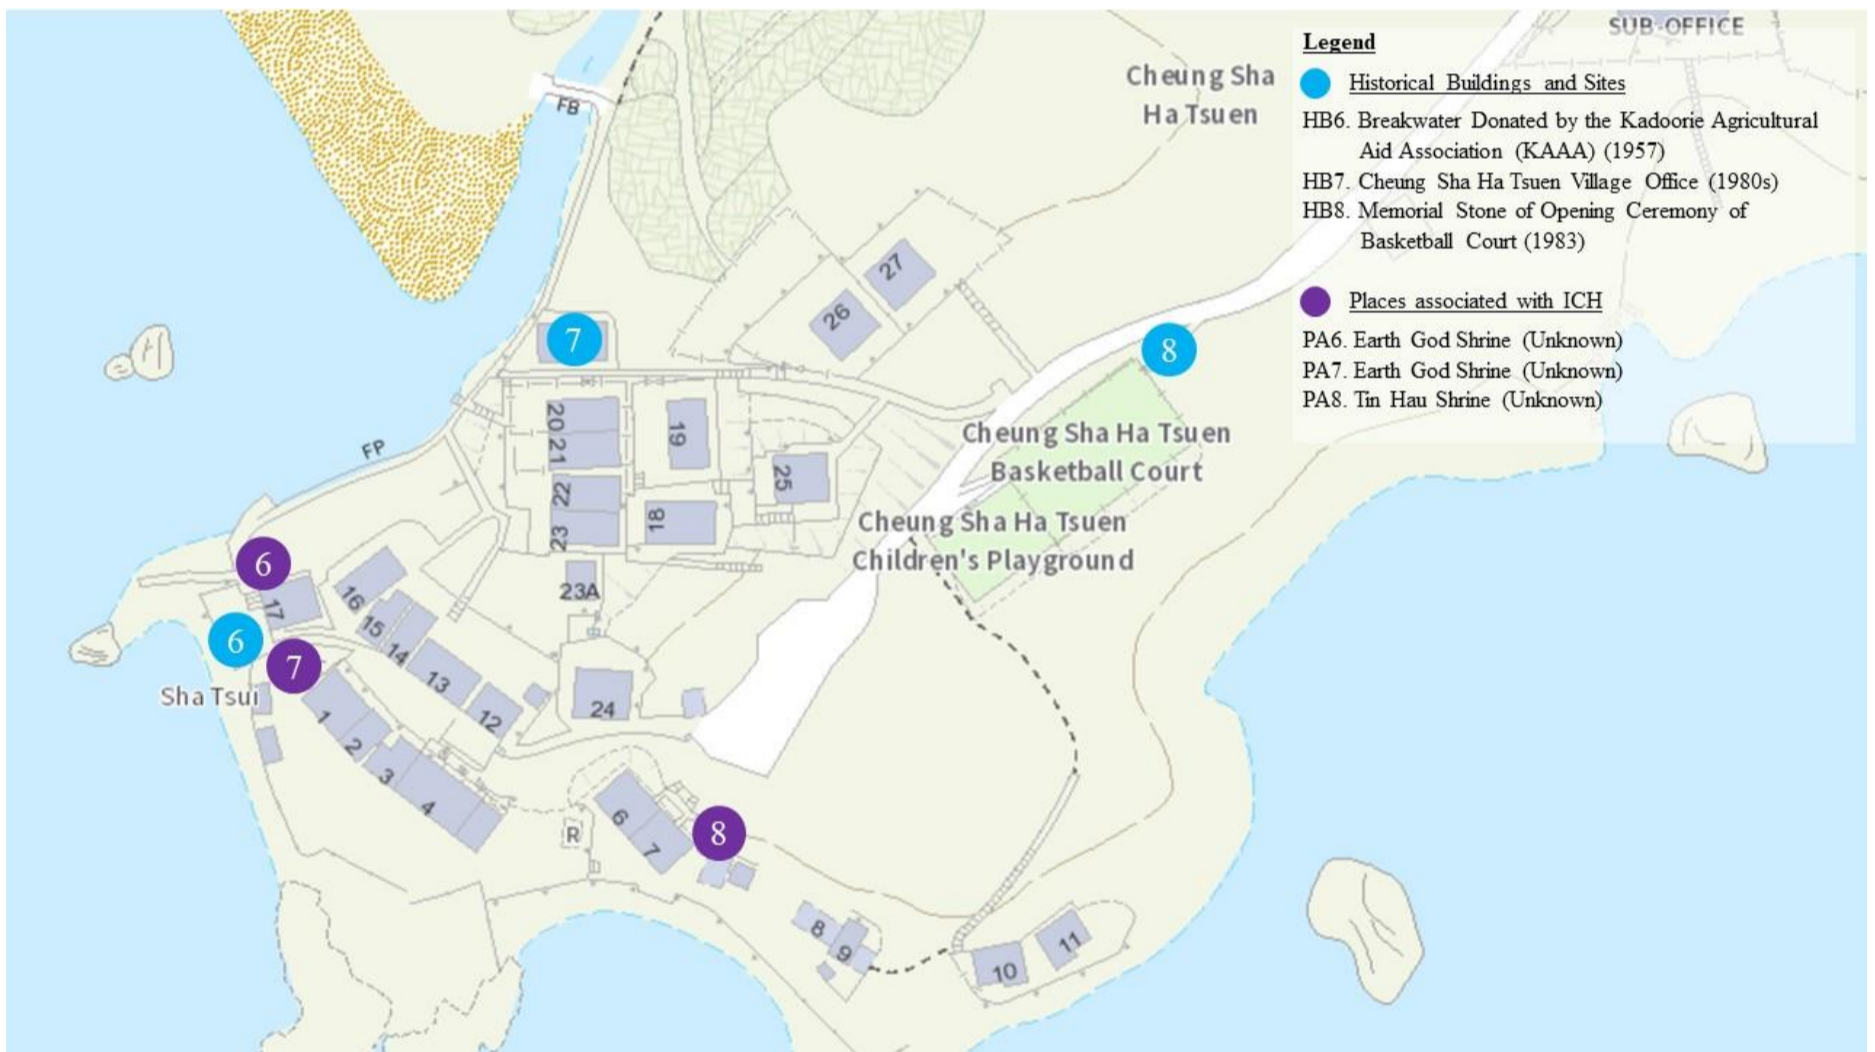 SUB-OFFICE
Legend
Historical Buildings and Sites
HB6. Breakwater Donated by the Kadoorie Agricultural
Aid Association (KAAA) (1957)
HB7. Cheung Sha Ha Tsuen Village Office (1980s)
HB8. Memorial Stone of Opening Ceremony of
Basketball Court (1983)
Places associated with ICH
PA6. Earth God Shrine (Unknown)
PA7. Earth God Shrine (Unknown)
PA8. Tin Hau Shrine (Unknown)
Cheung Sha
Ha Tsuen
FB
27
26
7
8
20
21
19
FP
Cheung Sha Ha Tsuen
Basketball Court
25
22
23
18
Cheung Sha Ha Tsuen
Children's Playground
6
17
16
23A
15
14
6
7
13
Sha Tsui
12
24
1
2
3
4
6
7
R
8
8
9
10
11